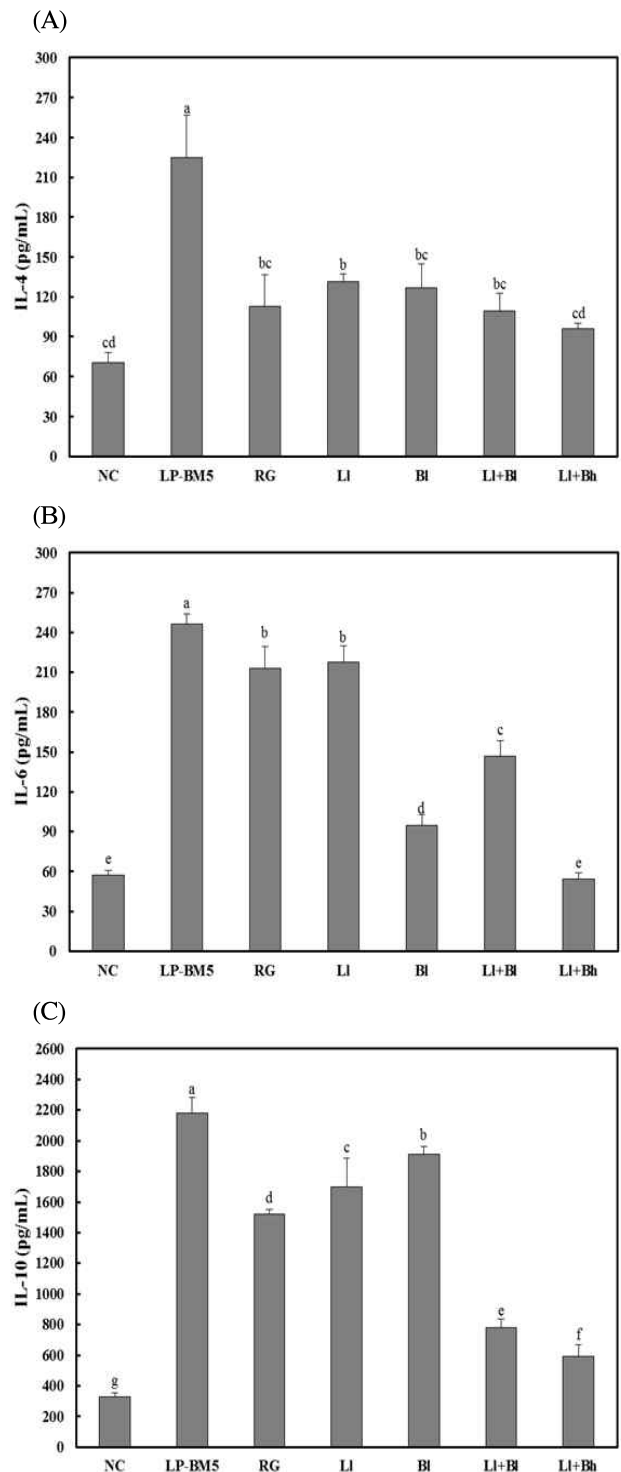 (A)
300
270
240
210
180
150
120
90
60
30
0
IL-4 (pg/mL)
cd
a
bc
b
bc
bc
cd
NC LP-BM5 RG Ll Bl Ll+Bl Ll+Bh
(B)
300
270
240
210
180
150
120
90
60
30
0
IL-6 (pg/mL)
e
a
b
b
d
c
e
NC LP-BM5 RG Ll Bl Ll+Bl Ll+Bh
(C)
2600
2400
2200
2000
1800
1600
1400
1200
1000
800
600
400
200
0
IL-10 (pg/mL)
g
a
d
c
b
e
f
NC LP-BM5 RG Ll Bl Ll+Bl Ll+Bh